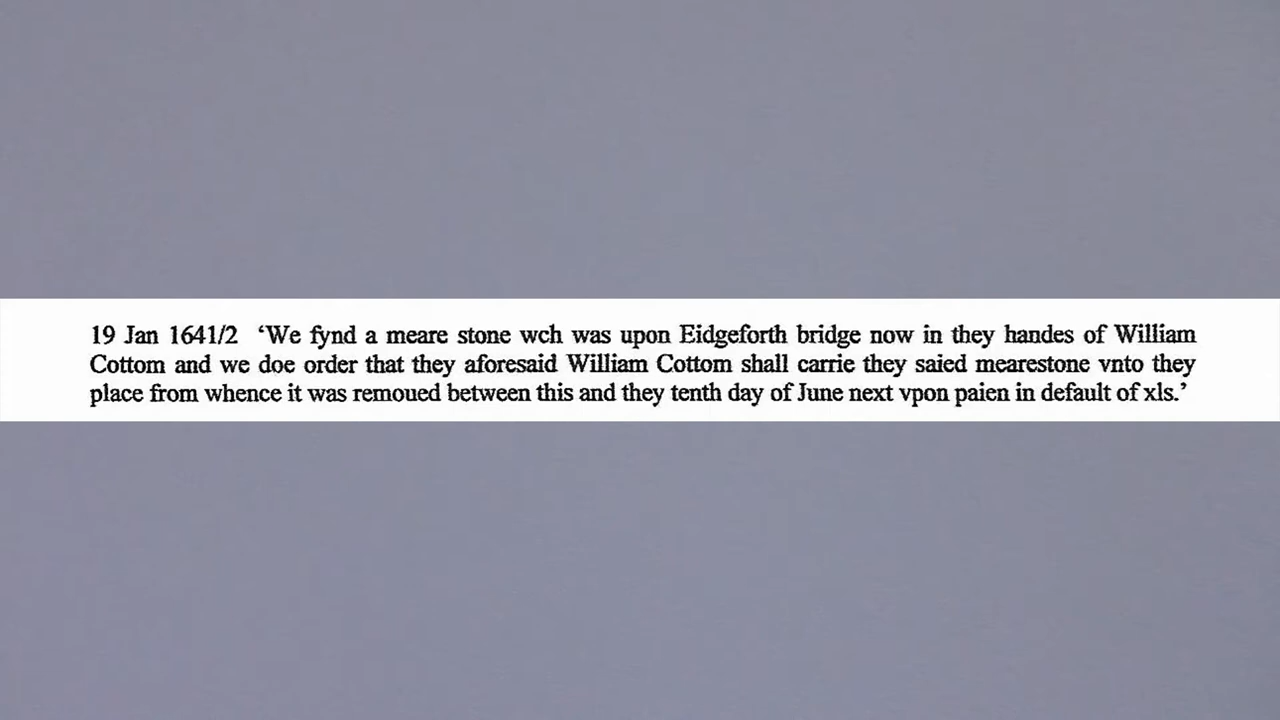 19 Jan 1641/2 ‘We fynd a meare stone wch was upon Eidgeforth bridge now in they handes of William
Cottom and we doe order that they aforesaid William Cottom shall carrie they saied mearestone vnto they
place from whence it was remoued between this and they tenth day of June next vpon paien in default of xls.’